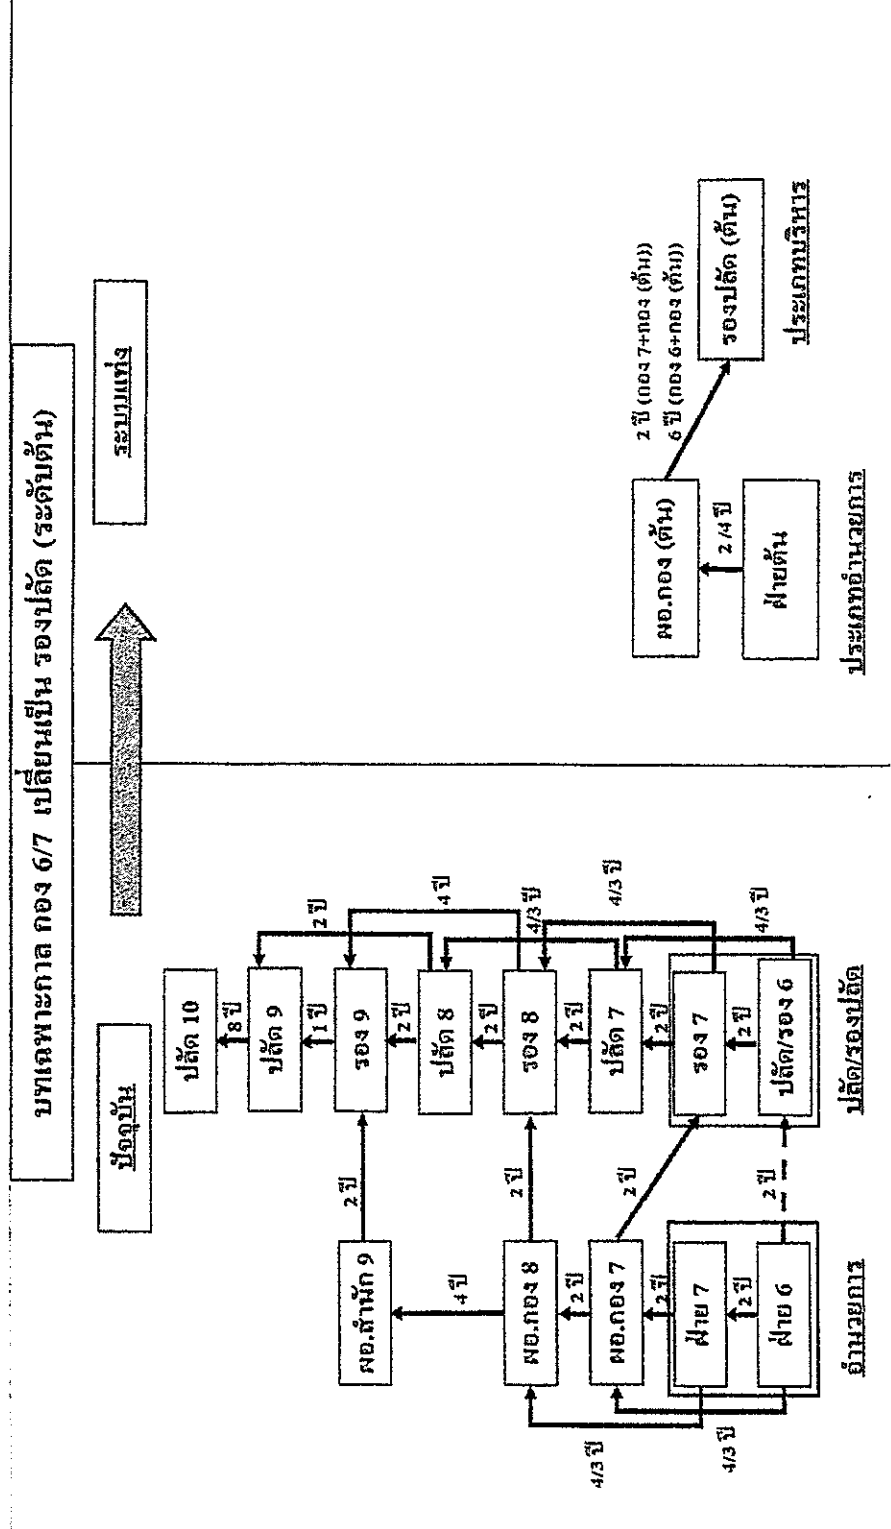 บทเฉพาะกาล กอง 6/7 เปลี่ยนเป็น รองปลัด (ระดับต้น)
ปัจจุบัน
ระบบแท่ง
ปลัด 10
8 ปี
ปลัด 9
2 ปี
1 ปี
ผอ.สำนัก 9
2 ปี
รอง 9
4 ปี
2 ปี
4 ปี
ปลัด 8
2 ปี
ผอ.กอง 8
2 ปี
รอง 8
4/3 ปี
2 ปี
2 ปี
ผอ.กอง 7
2 ปี
ปลัด 7
4/3 ปี
4/3 ปี
2 ปี
2 ปี
ฝ่าย 7
รอง 7
2 ปี
2 ปี
4/3 ปี
ฝ่าย 6
2 ปี
ปลัด/รอง 6
4/3 ปี
อำนวยการ
ปลัด/รองปลัด
2 ปี (กอง 7+กอง (ต้น))
6 ปี (กอง 6+กอง (ต้น))
ผอ.กอง (ต้น)
รองปลัด (ต้น)
2 /4 ปี
ฝ่ายต้น
ประเภทบริหาร
ประเภทอำนวยการ